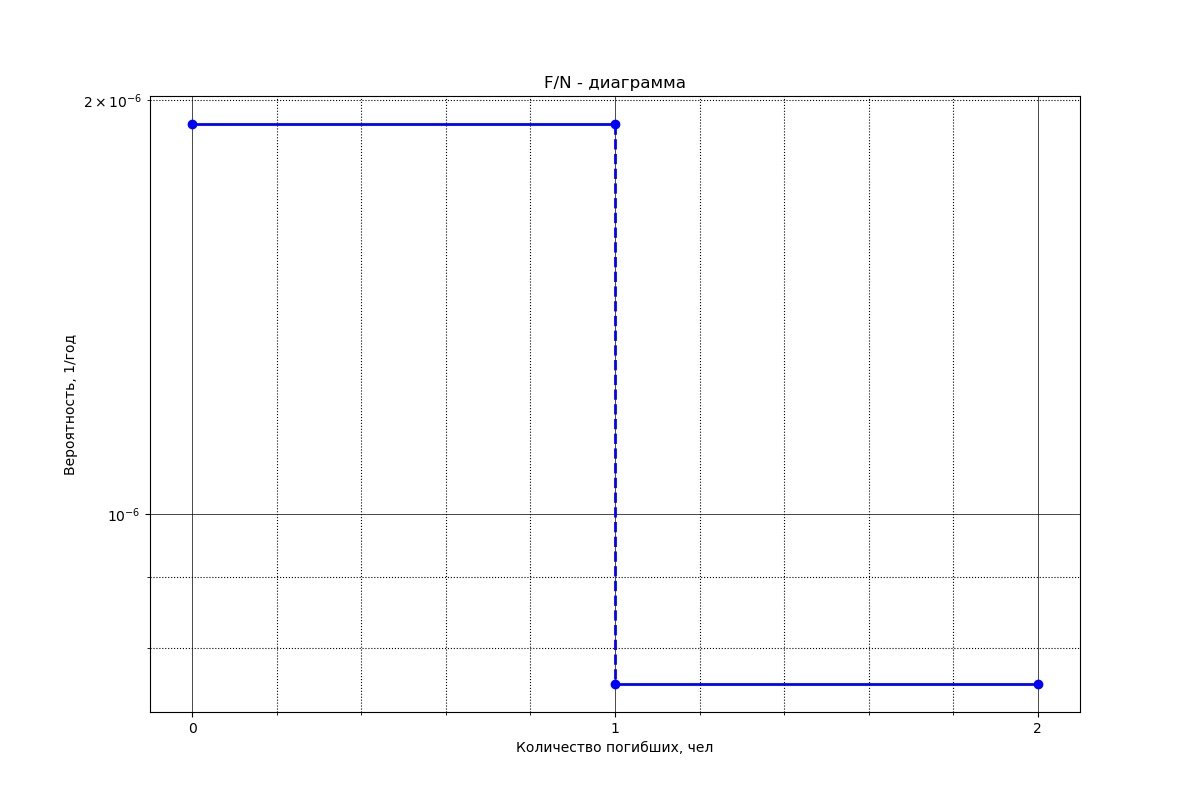 F/N - диаграмма
2 × 10⁻⁶
Вероятность, 1/год
10⁻⁶
0 1 2
Количество погибших, чел